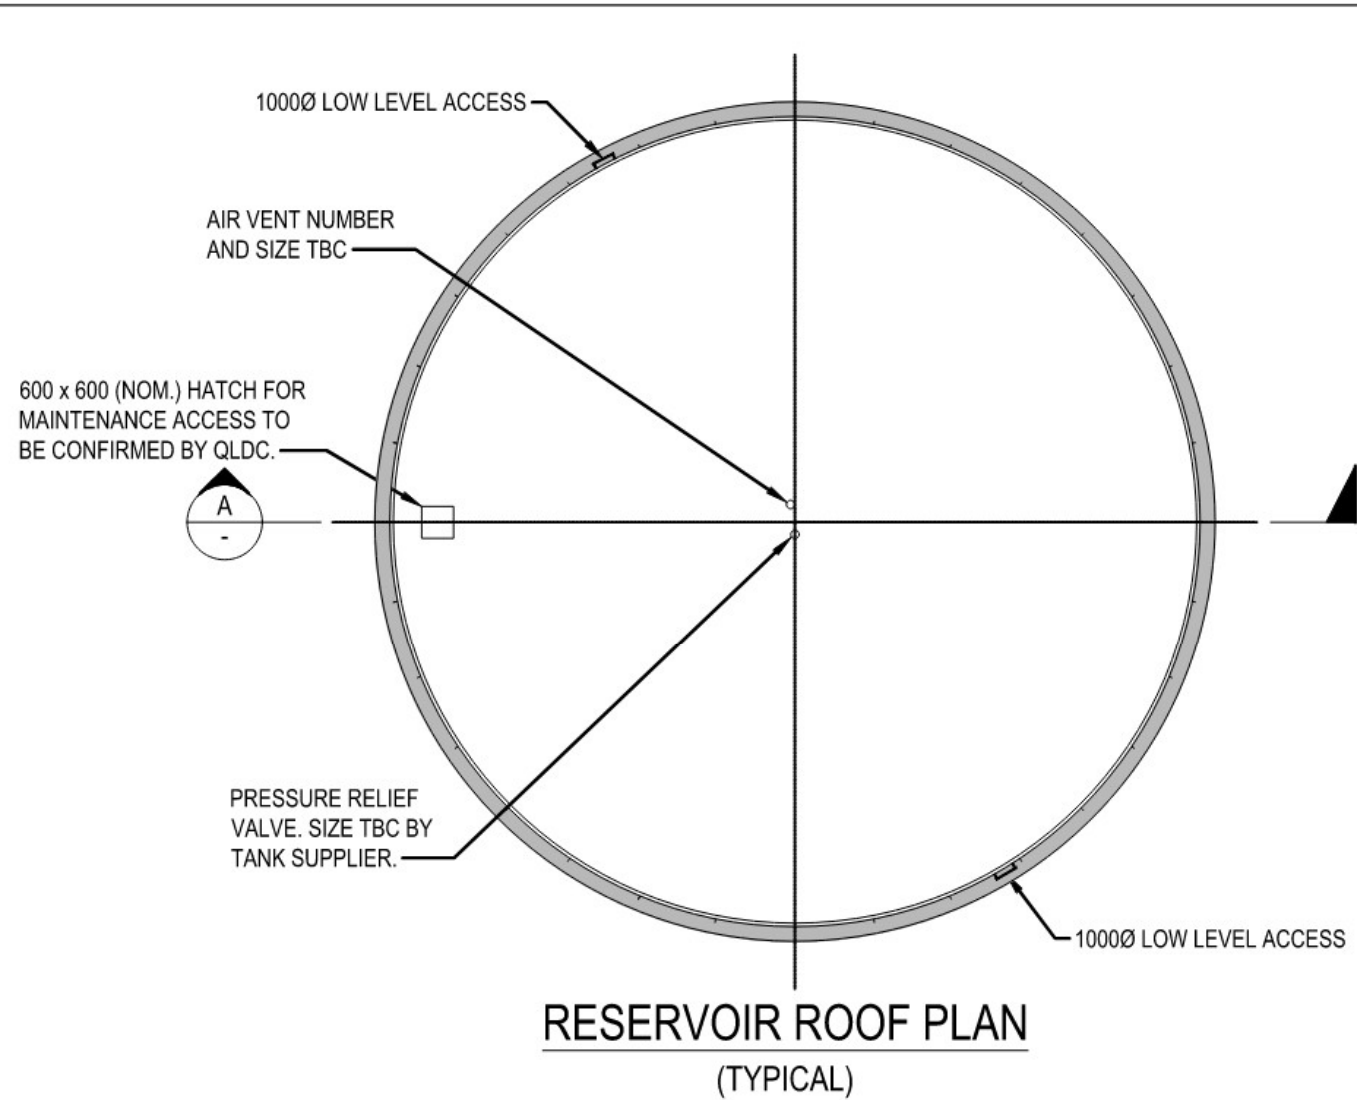 1000Ø LOW LEVEL ACCESS
AIR VENT NUMBER
AND SIZE TBC
600 x 600 (NOM.) HATCH FOR
MAINTENANCE ACCESS TO
BE CONFIRMED BY QLDC.
A
-
PRESSURE RELIEF
VALVE. SIZE TBC BY
TANK SUPPLIER.
1000Ø LOW LEVEL ACCESS
RESERVOIR ROOF PLAN
(TYPICAL)